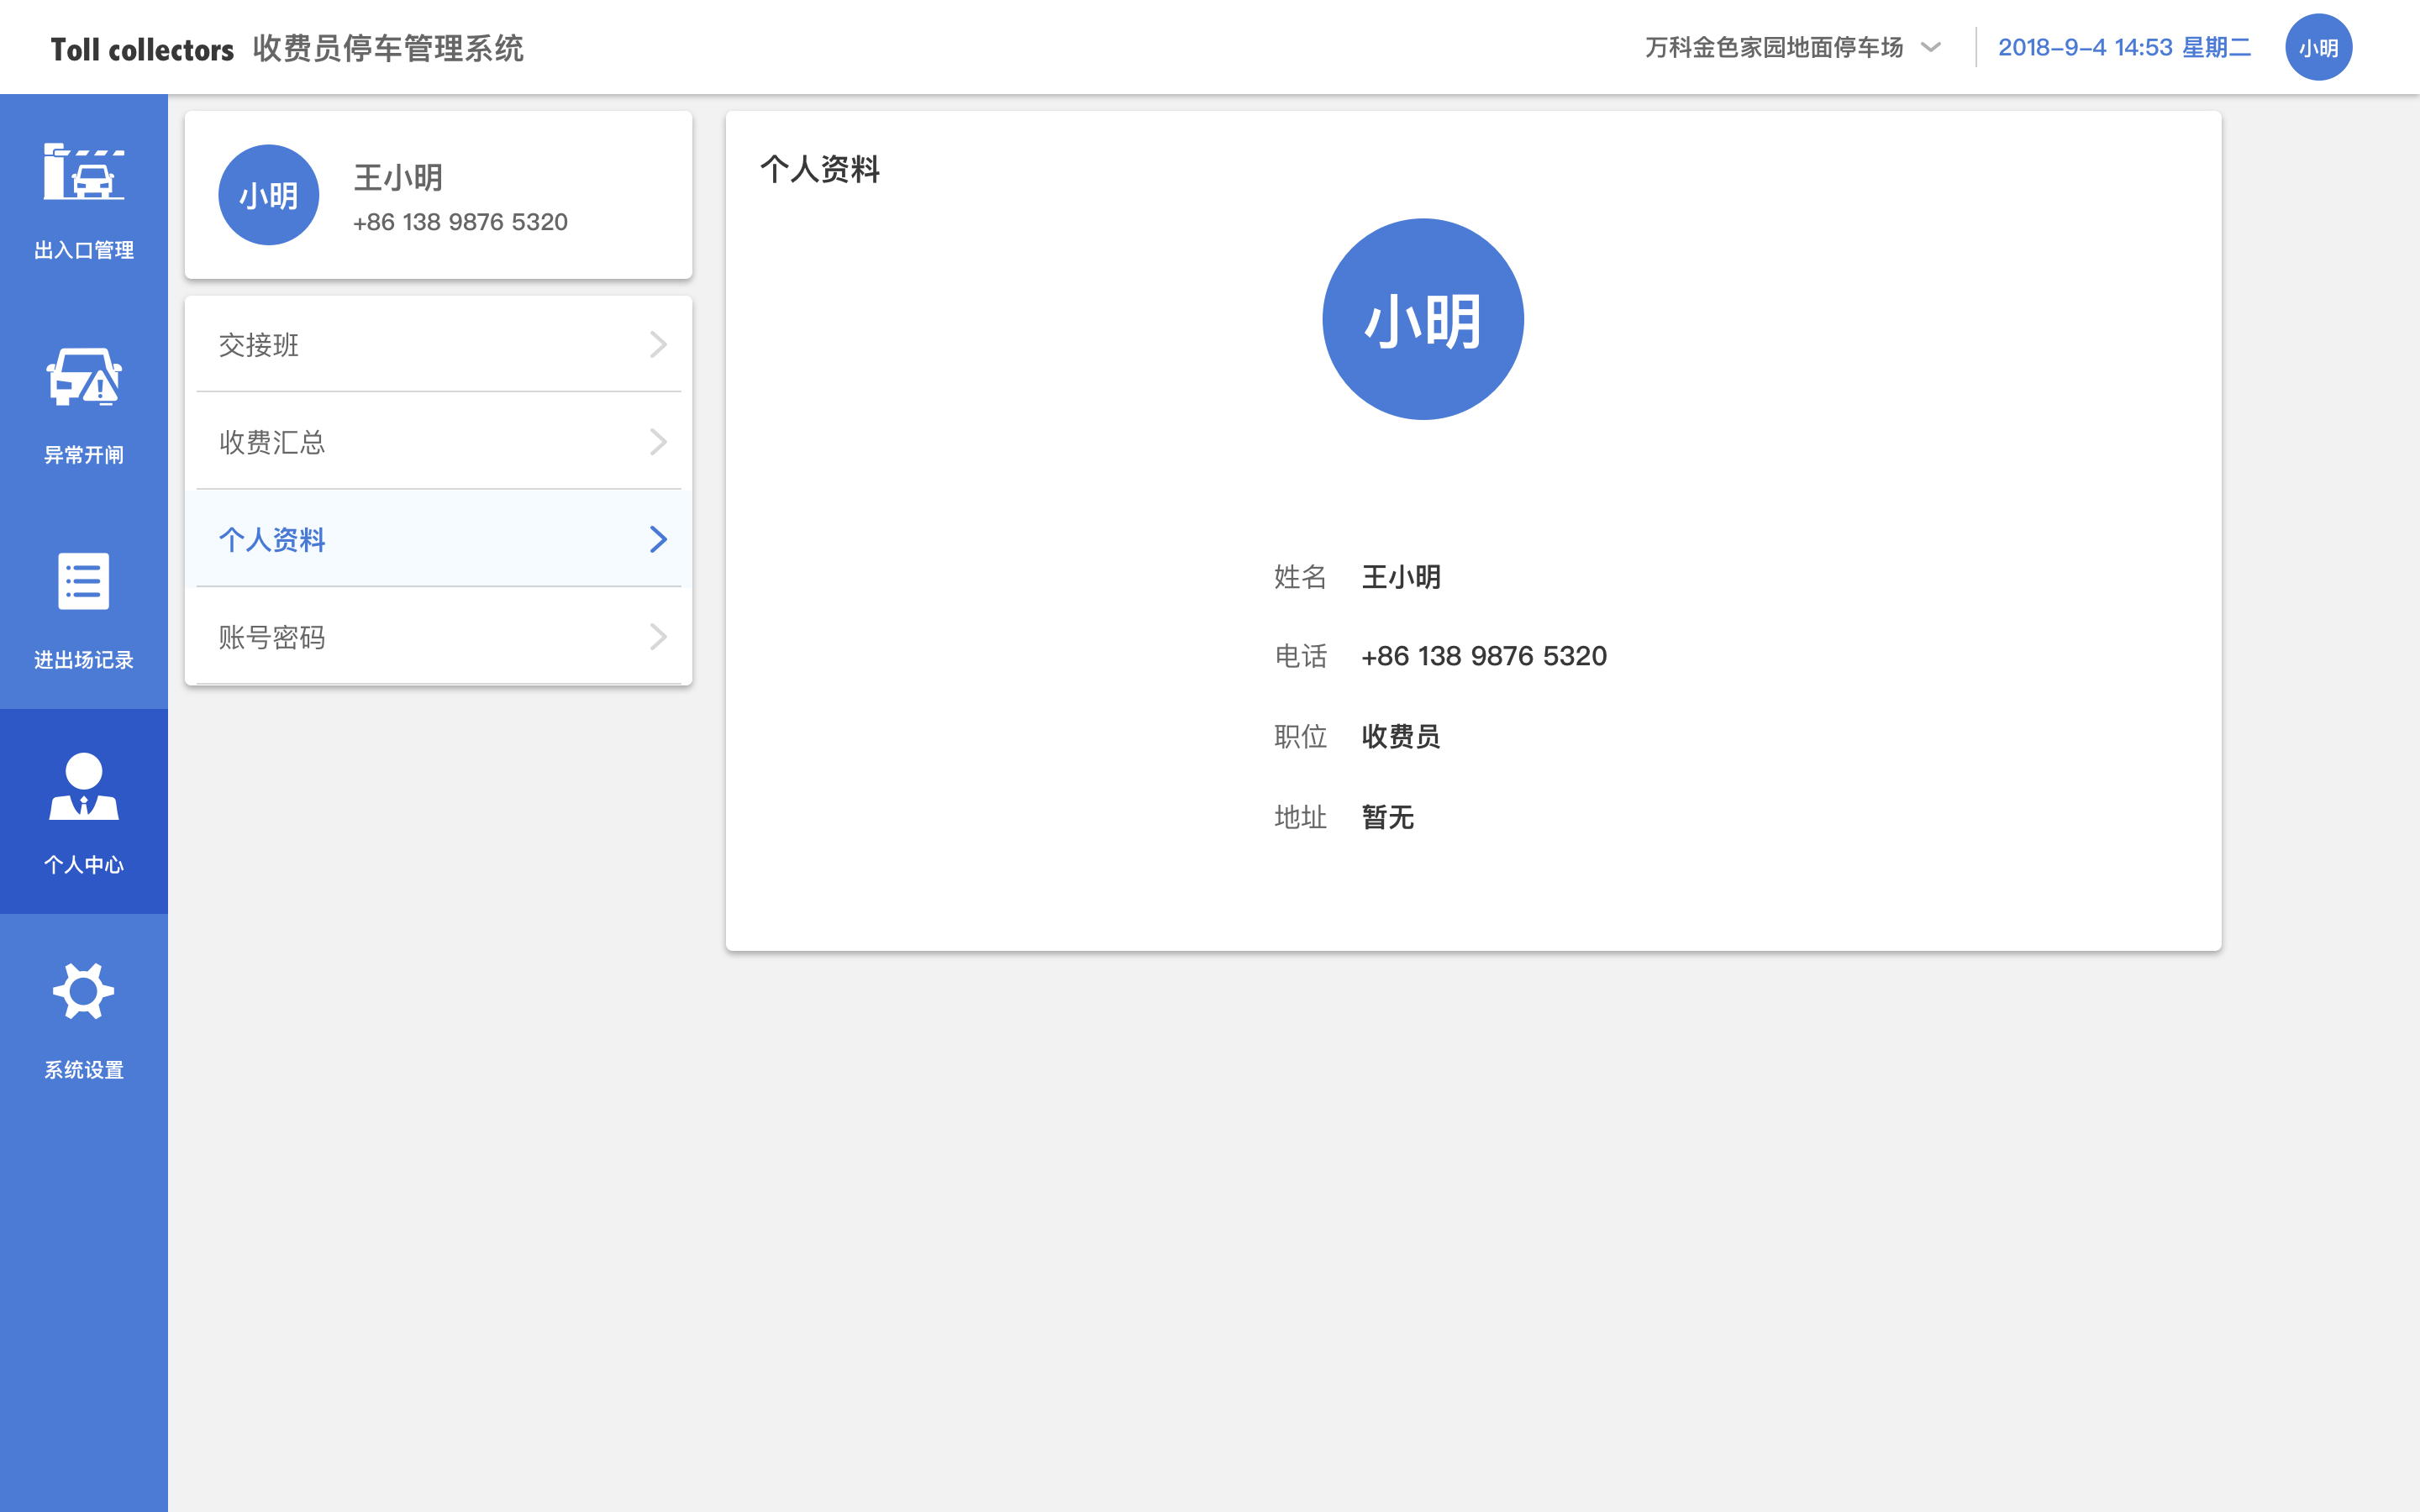 Toll collectors 收费员停车管理系统
万科金色家园地面停车场
2018-9-4 14:53 星期二
小明
出入口管理
异常开闸
进出场记录
个人中心
系统设置
小明
王小明
+86 138 9876 5320
交接班
收费汇总
个人资料
账号密码
个人资料
小明
姓名 王小明
电话 +86 138 9876 5320
职位 收费员
地址 暂无